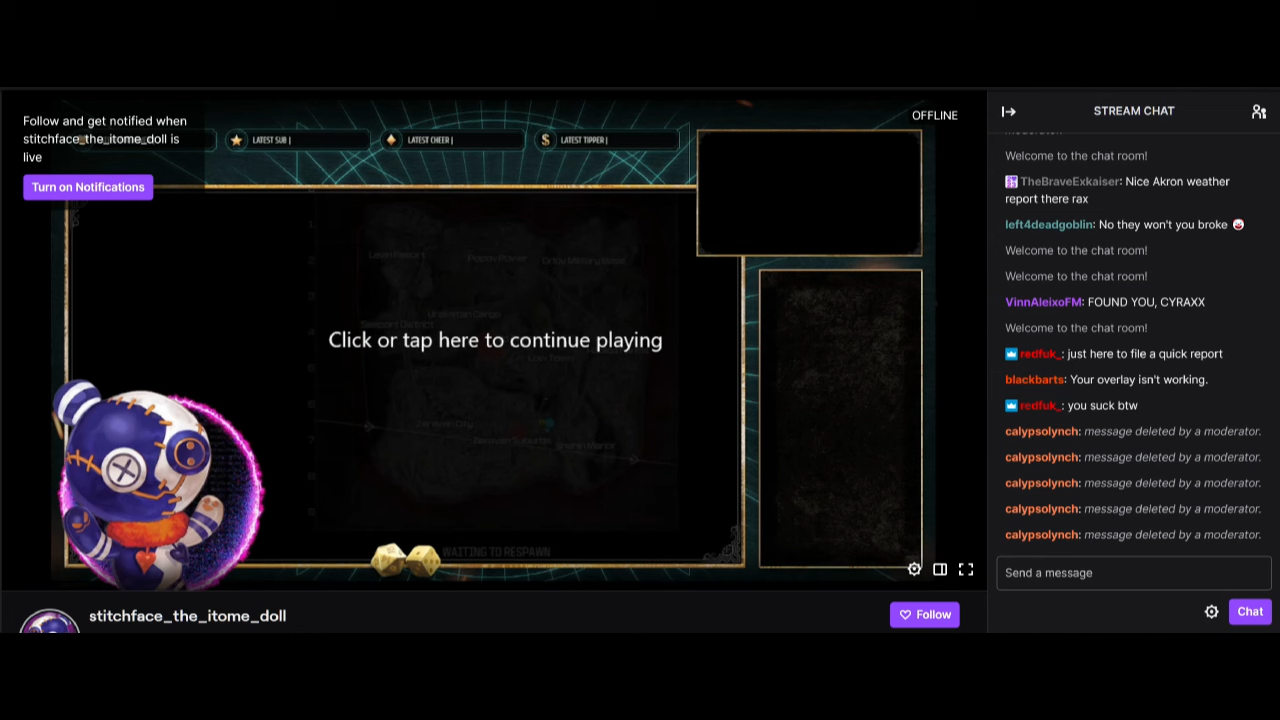 Follow and get notified when
stitchface_the_itome_doll is
live
Turn on Notifications
LATEST SUB |
LATEST CHEER |
LATEST TIPPER |
OFFLINE
Click or tap here to continue playing
WAITING TO RESPAWN
stitchface_the_itome_doll
Follow
STREAM CHAT
Welcome to the chat room!
TheBraveExkaiser: Nice Akron weather
report there rax
left4deadgoblin: No they won't you broke
Welcome to the chat room!
Welcome to the chat room!
VinnAleixoFM: FOUND YOU, CYRAXX
Welcome to the chat room!
redfuk_: just here to file a quick report
blackbarts: Your overlay isn't working.
redfuk_: you suck btw
calypsolynch: message deleted by a moderator.
calypsolynch: message deleted by a moderator.
calypsolynch: message deleted by a moderator.
calypsolynch: message deleted by a moderator.
calypsolynch: message deleted by a moderator.
Send a message
Chat